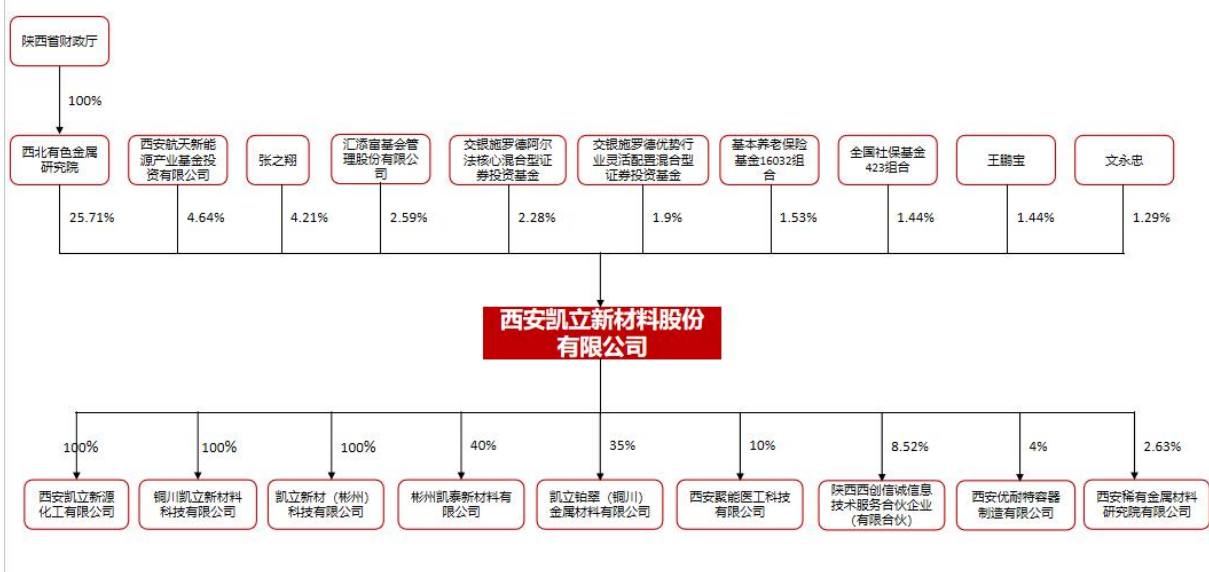 陕西省财政厅
100%
西北有色金属
研究院
西安航天新能
源产业基金投
资有限公司
张之翔
汇添富基会管
理股份有限公
司
交银施罗德阿尔
法核心混合型证
券投资基金
交银施罗德优势行
业灵活配置混合型
证券投资基金
基本养老保险
基金16032组
合
全国社保基金
423组合
王鹏宝
文永忠
25.71%
4.64%
4.21%
2.59%
2.28%
1.9%
1.53%
1.44%
1.44%
1.29%
西安凯立新材料股份
有限公司
100%
100%
100%
40%
35%
10%
8.52%
4%
2.63%
西安凯立新源
化工有限公司
铜川凯立新材料
科技有限公司
凯立新材（彬州）
科技有限公司
彬州凯泰新材料有
限公司
凯立铂翠（铜川）
金属材料有限公司
西安聚能医工科技
有限公司
陕西西创信诚信息
技术服务合伙企业
(有限合伙)
西安优耐特容器
制造有限公司
西安稀有金属材料
研究院有限公司